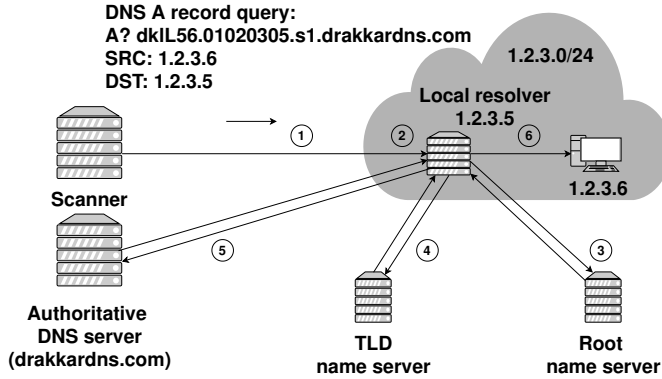 DNS A record query:
A? dklL56.01020305.s1.drakkardns.com
SRC: 1.2.3.6
DST: 1.2.3.5
1.2.3.0/24
Local resolver
1.2.3.5
1
2
6
Scanner
1.2.3.6
5
4
3
Authoritative
DNS server
(drakkardns.com)
TLD
name server
Root
name server